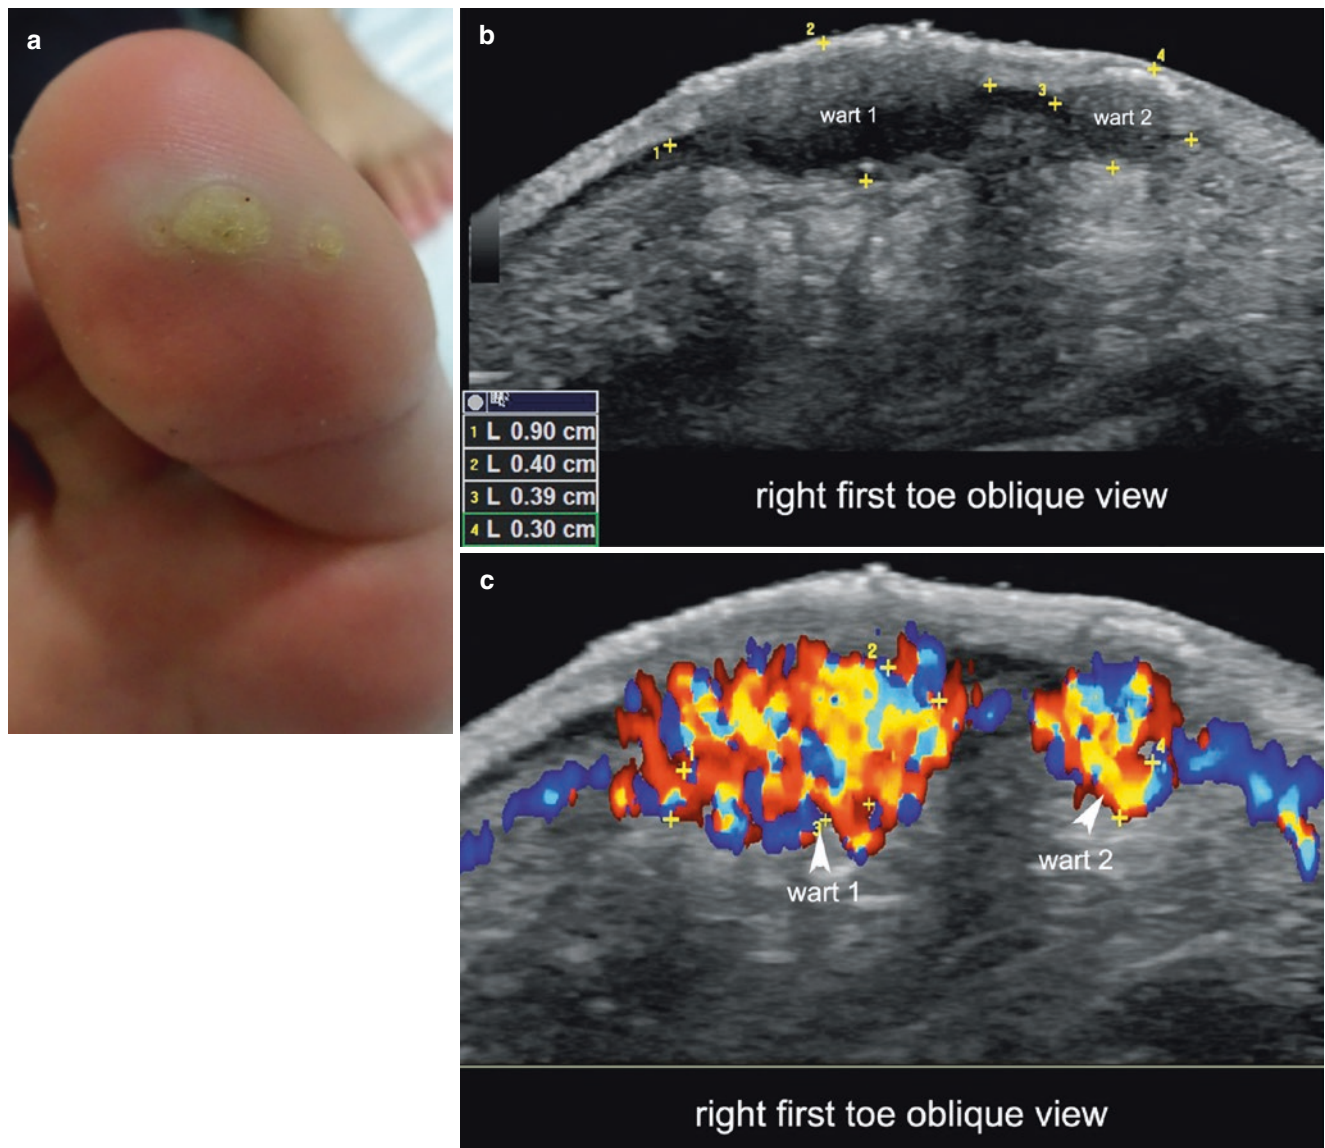 a
b
2
4
3
1
wart 1
wart 2
1 L 0.90 cm
2 L 0.40 cm
3 L 0.39 cm
4 L 0.30 cm
right first toe oblique view
c
2
1
4
3
wart 1
wart 2
right first toe oblique view